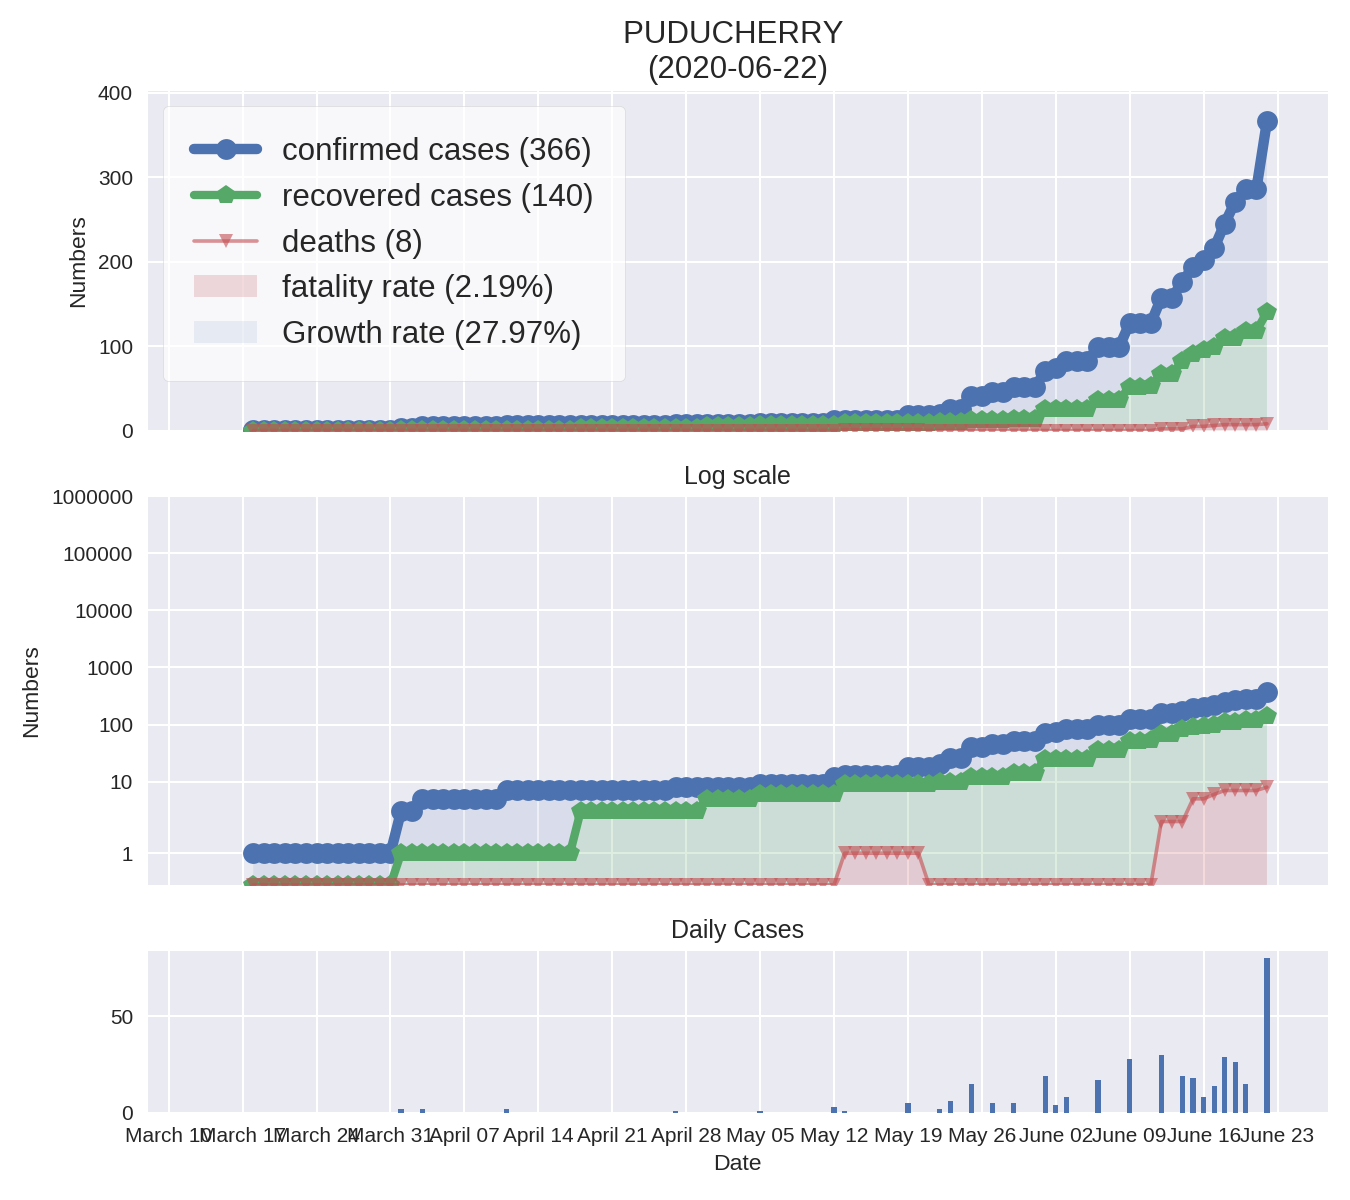 PUDUCHERRY
(2020-06-22)
400
300
200
100
0
Numbers
confirmed cases (366)
recovered cases (140)
deaths (8)
fatality rate (2.19%)
Growth rate (27.97%)
Log scale
1000000
100000
10000
1000
100
10
1
Numbers
Daily Cases
50
0
March 10 March 17 March 24 March 31 April 07 April 14 April 21 April 28 May 05 May 12 May 19 May 26 June 02 June 09 June 16 June 23
Date